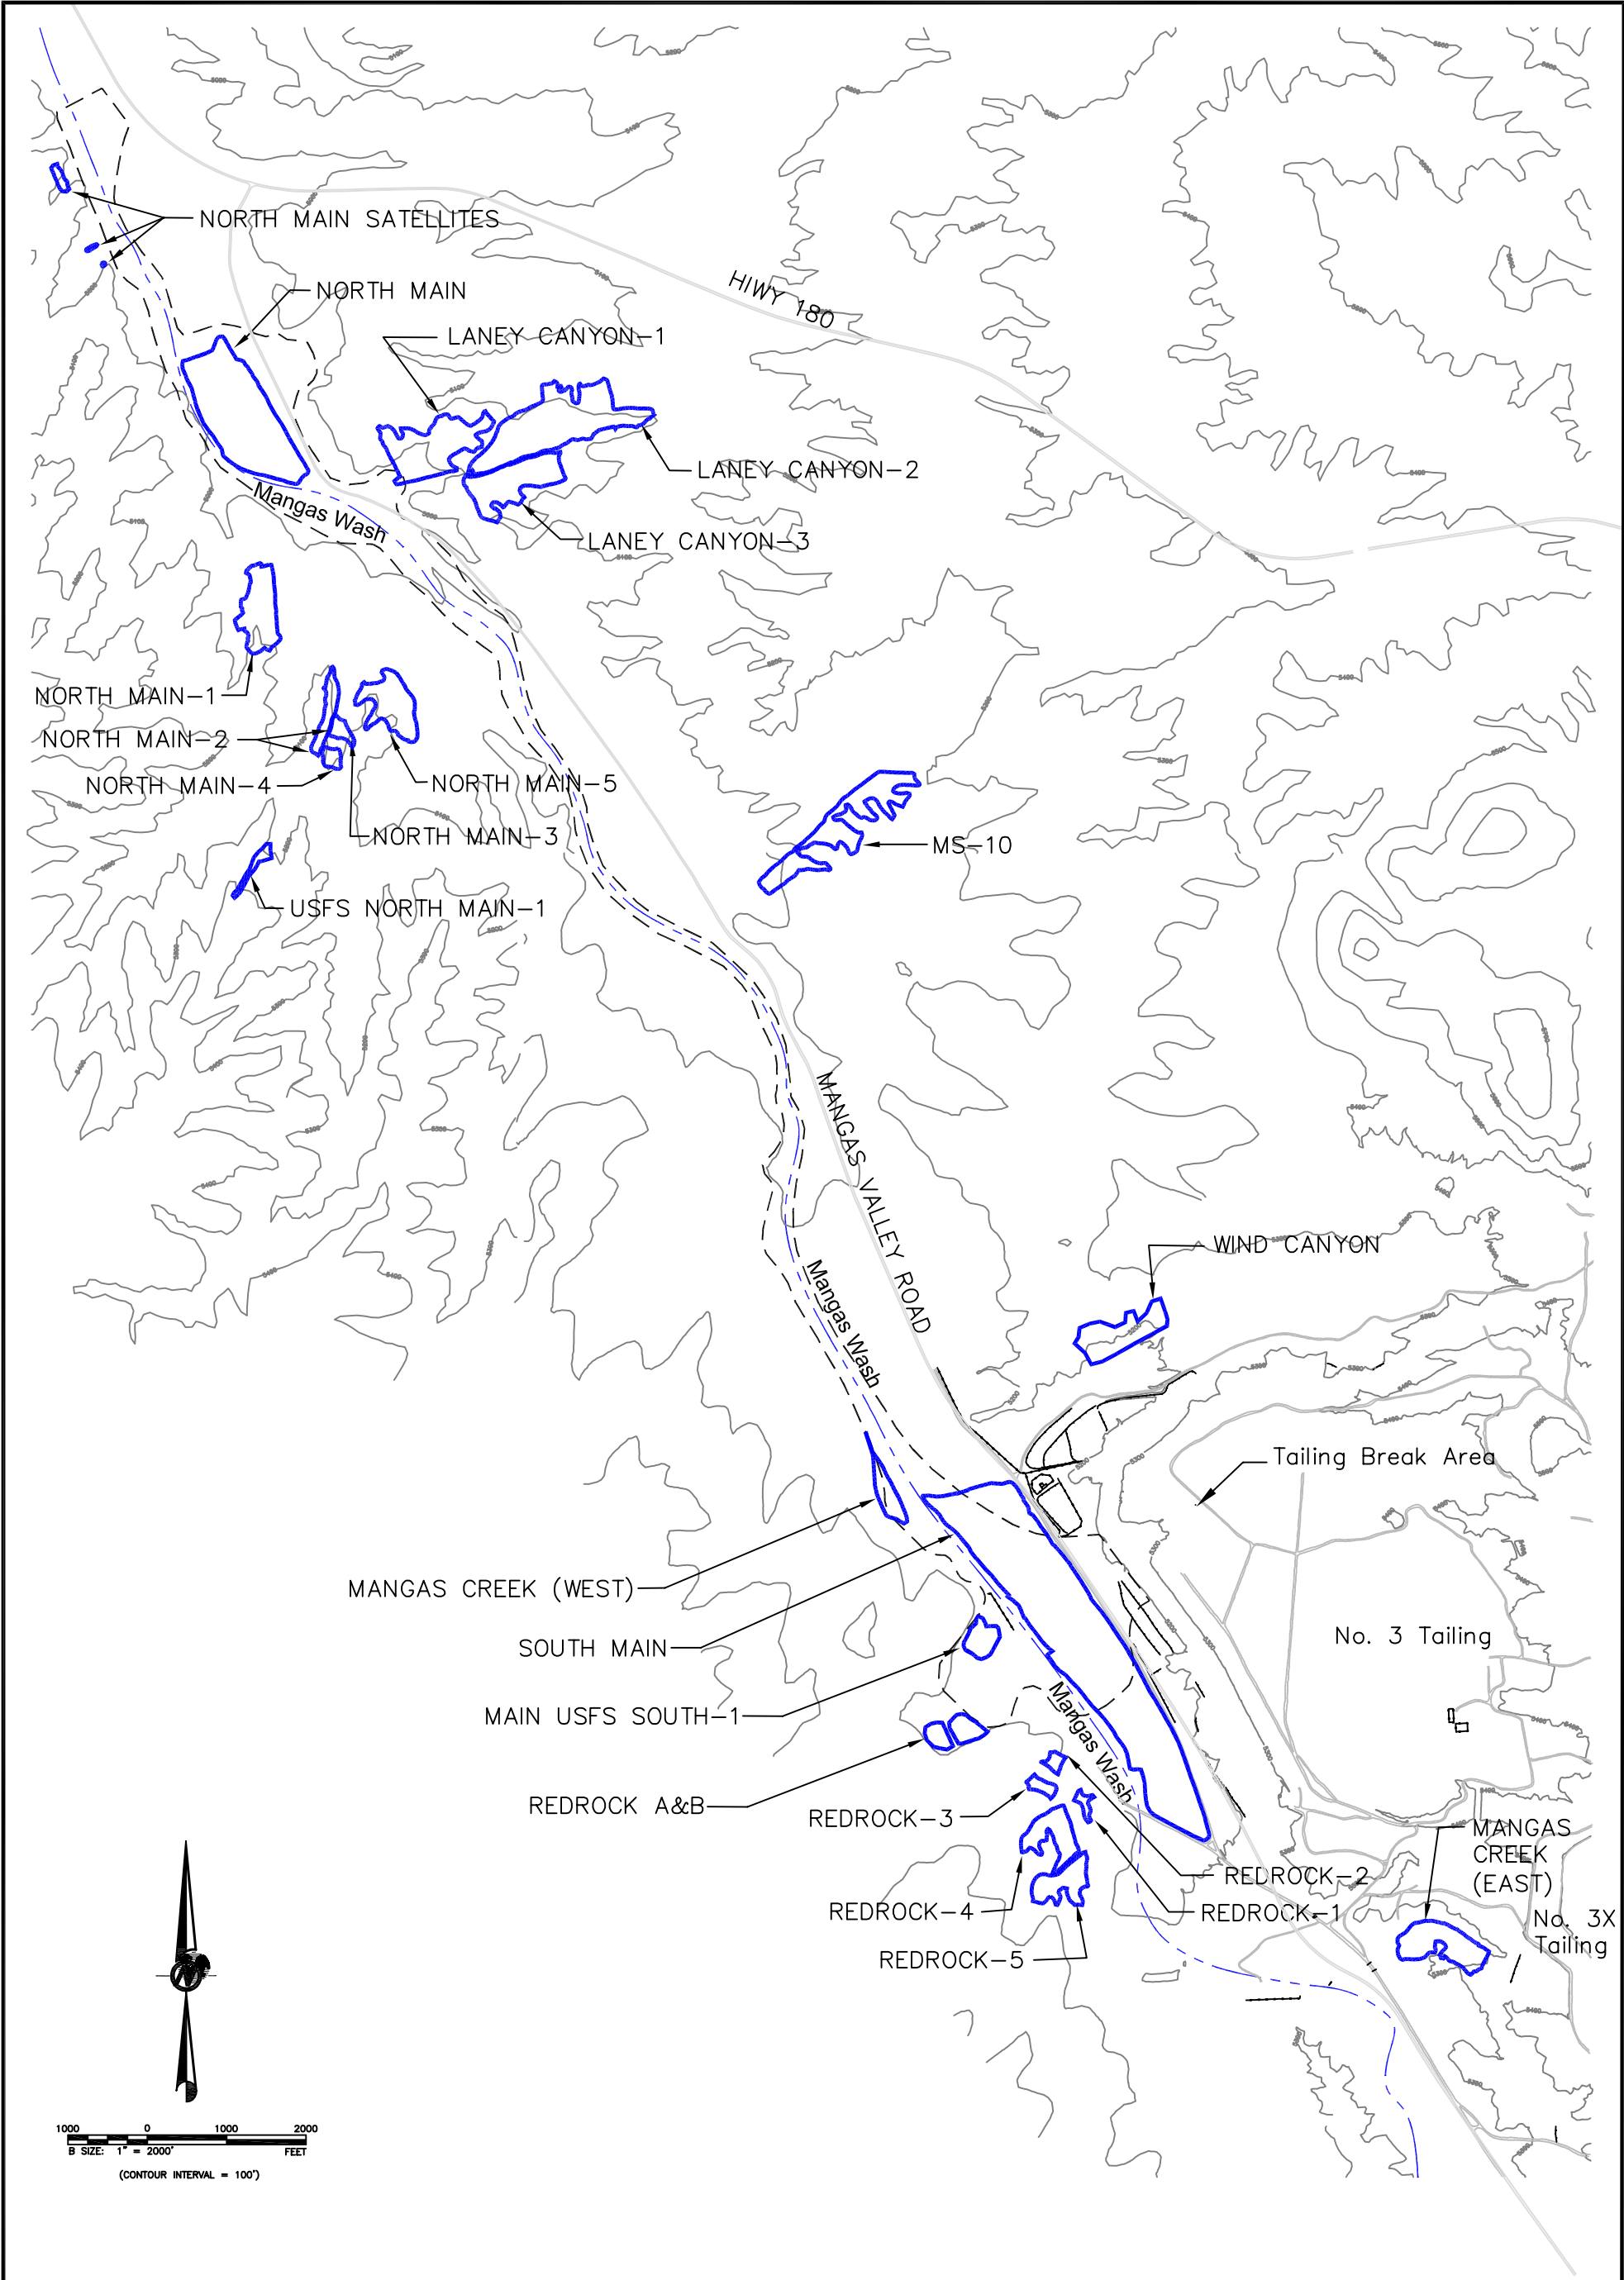 NORTH MAIN SATELLITES
NORTH MAIN
HIWY 180
LANEY CANYON-1
LANEY CANYON-2
Mangas Wash
LANEY CANYON-3
NORTH MAIN-1
NORTH MAIN-2
NORTH MAIN-4
NORTH MAIN-5
NORTH MAIN-3
MS-10
USFS NORTH MAIN-1
MANGAS VALLEY ROAD
WIND CANYON
Mangas Wash
Tailing Break Area
MANGAS CREEK (WEST)
SOUTH MAIN
No. 3 Tailing
MAIN USFS SOUTH-1
Mangas Wash
REDROCK A&B
REDROCK-3
MANGAS
CREEK
(EAST)
REDROCK-2
REDROCK-4
REDROCK-1
No. 3X
Tailing
REDROCK-5
1000 0 1000 2000
B SIZE: 1" = 2000' FEET
(CONTOUR INTERVAL = 100')